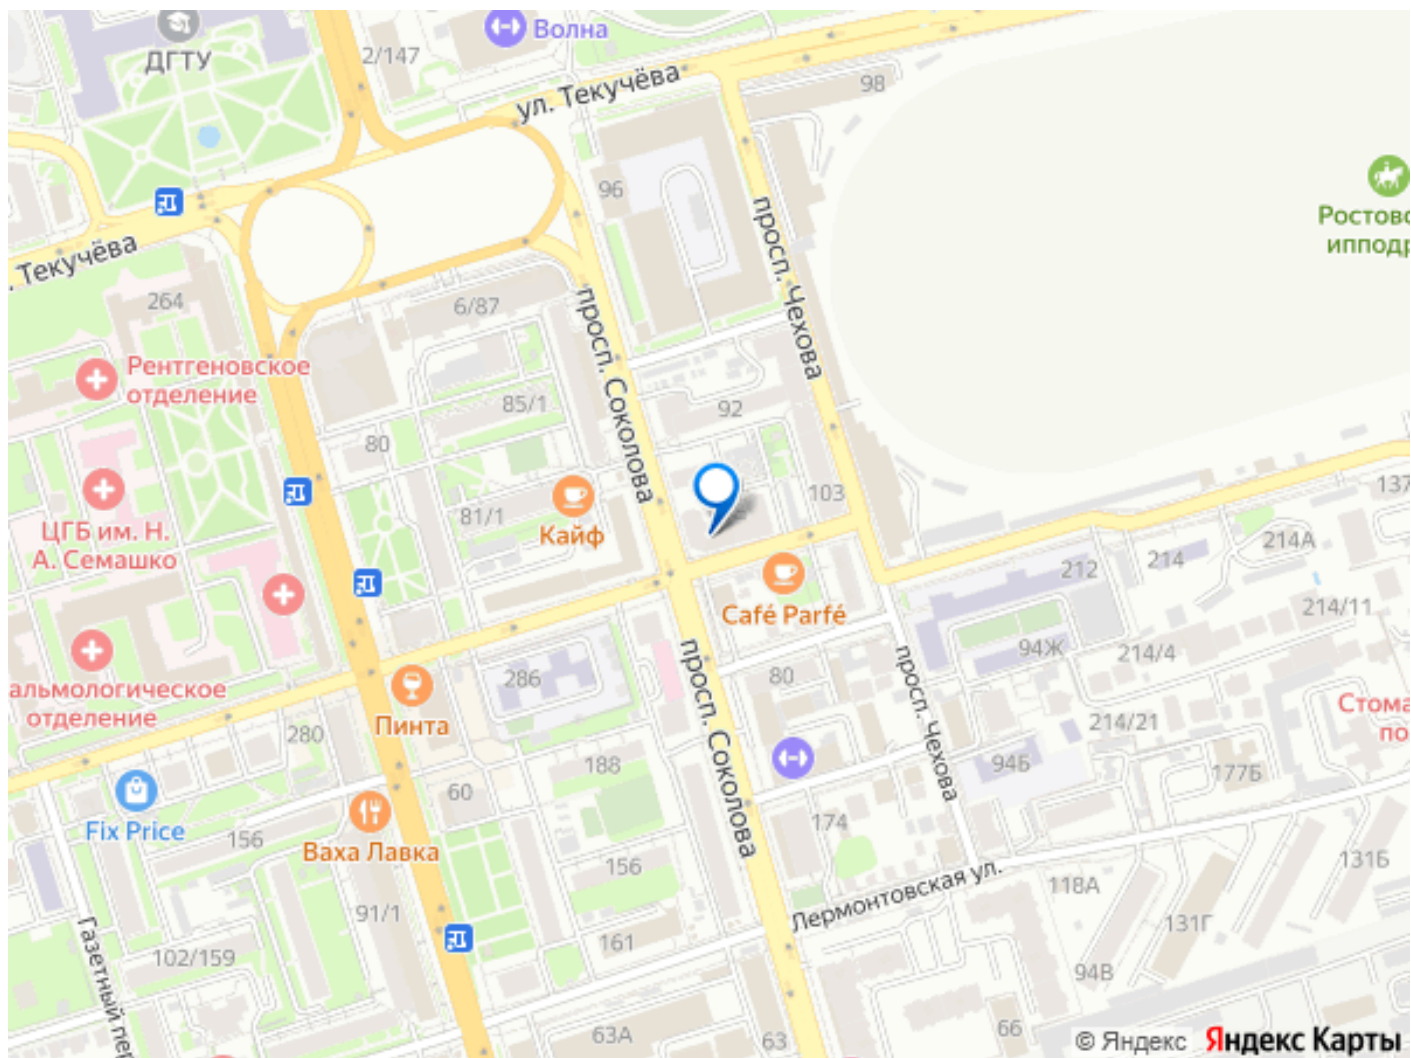 Волна
ДГТУ
2/147
ул. Текучёва
98
96
Ростовс
ипподр
просп. Чехова
. Текучёва
264
6/87
просп. Соколова
Рентгеновское
отделение
85/1
92
80
103
137
81/1
Кайф
ЦГБ им. Н.
А. Семашко
214А
214
212
Café Parfé
214/11
94Ж
214/4
286
80
просп. Соколова
просп. Чехова
альмологическое
отделение
Пинта
Стома
по
214/21
280
188
94Б
177Б
60
Fix Price
156
Ваха Лавка
174
156
131Б
118А
Лермонтовская ул.
91/1
131Г
Газетный пер
102/159
161
94В
63А
63
66
© Яндекс Яндекс Карты